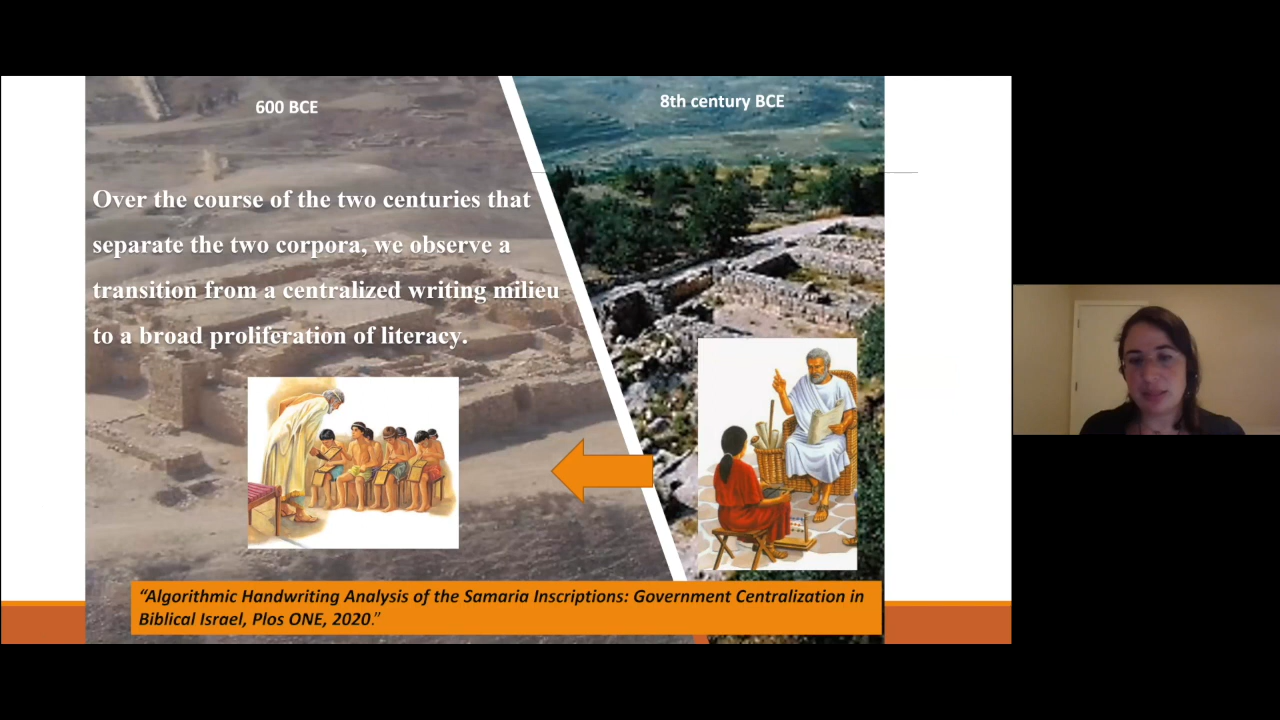 600 BCE
8th century BCE
Over the course of the two centuries that
separate the two corpora, we observe a
transition from a centralized writing milieu
to a broad proliferation of literacy.
“Algorithmic Handwriting Analysis of the Samaria Inscriptions: Government Centralization in
Biblical Israel, Plos ONE, 2020.”